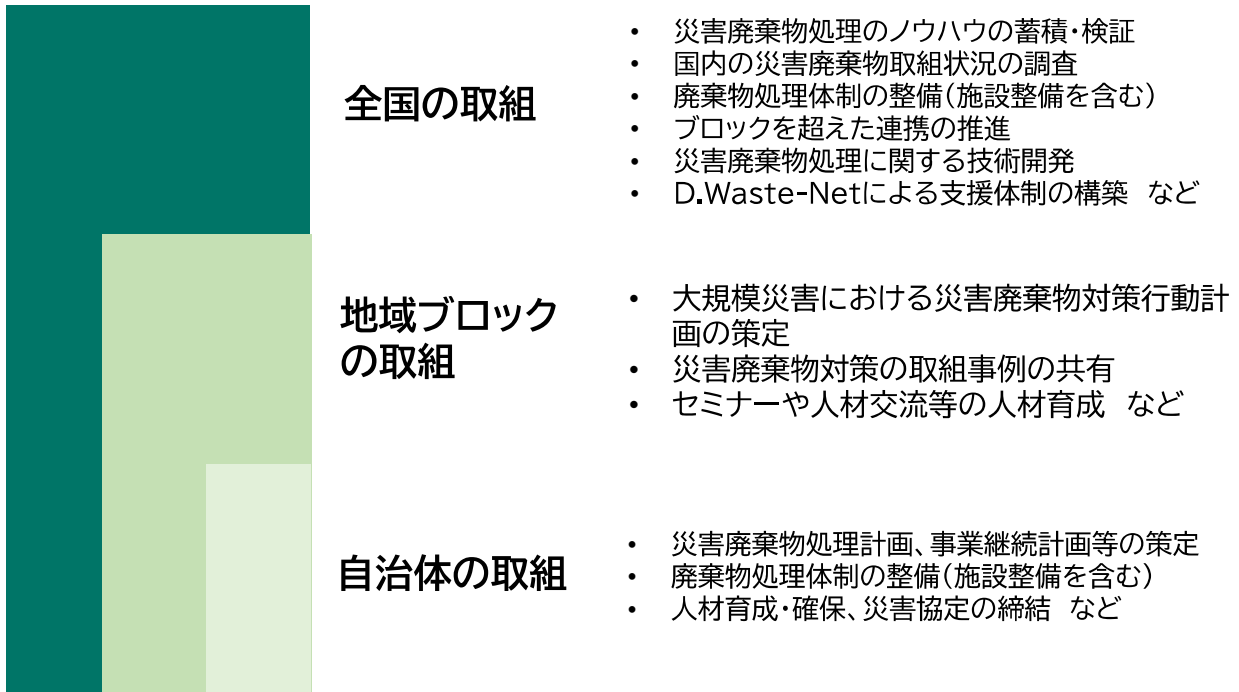 全国の取組
• 災害廃棄物処理のノウハウの蓄積・検証
• 国内の災害廃棄物取組状況の調査
• 廃棄物処理体制の整備(施設整備を含む)
• ブロックを超えた連携の推進
• 災害廃棄物処理に関する技術開発
• D.Waste-Netによる支援体制の構築　など
地域ブロック
の取組
• 大規模災害における災害廃棄物対策行動計
画の策定
• 災害廃棄物対策の取組事例の共有
• セミナーや人材交流等の人材育成　など
自治体の取組
• 災害廃棄物処理計画、事業継続計画等の策定
• 廃棄物処理体制の整備(施設整備を含む)
• 人材育成・確保、災害協定の締結　など